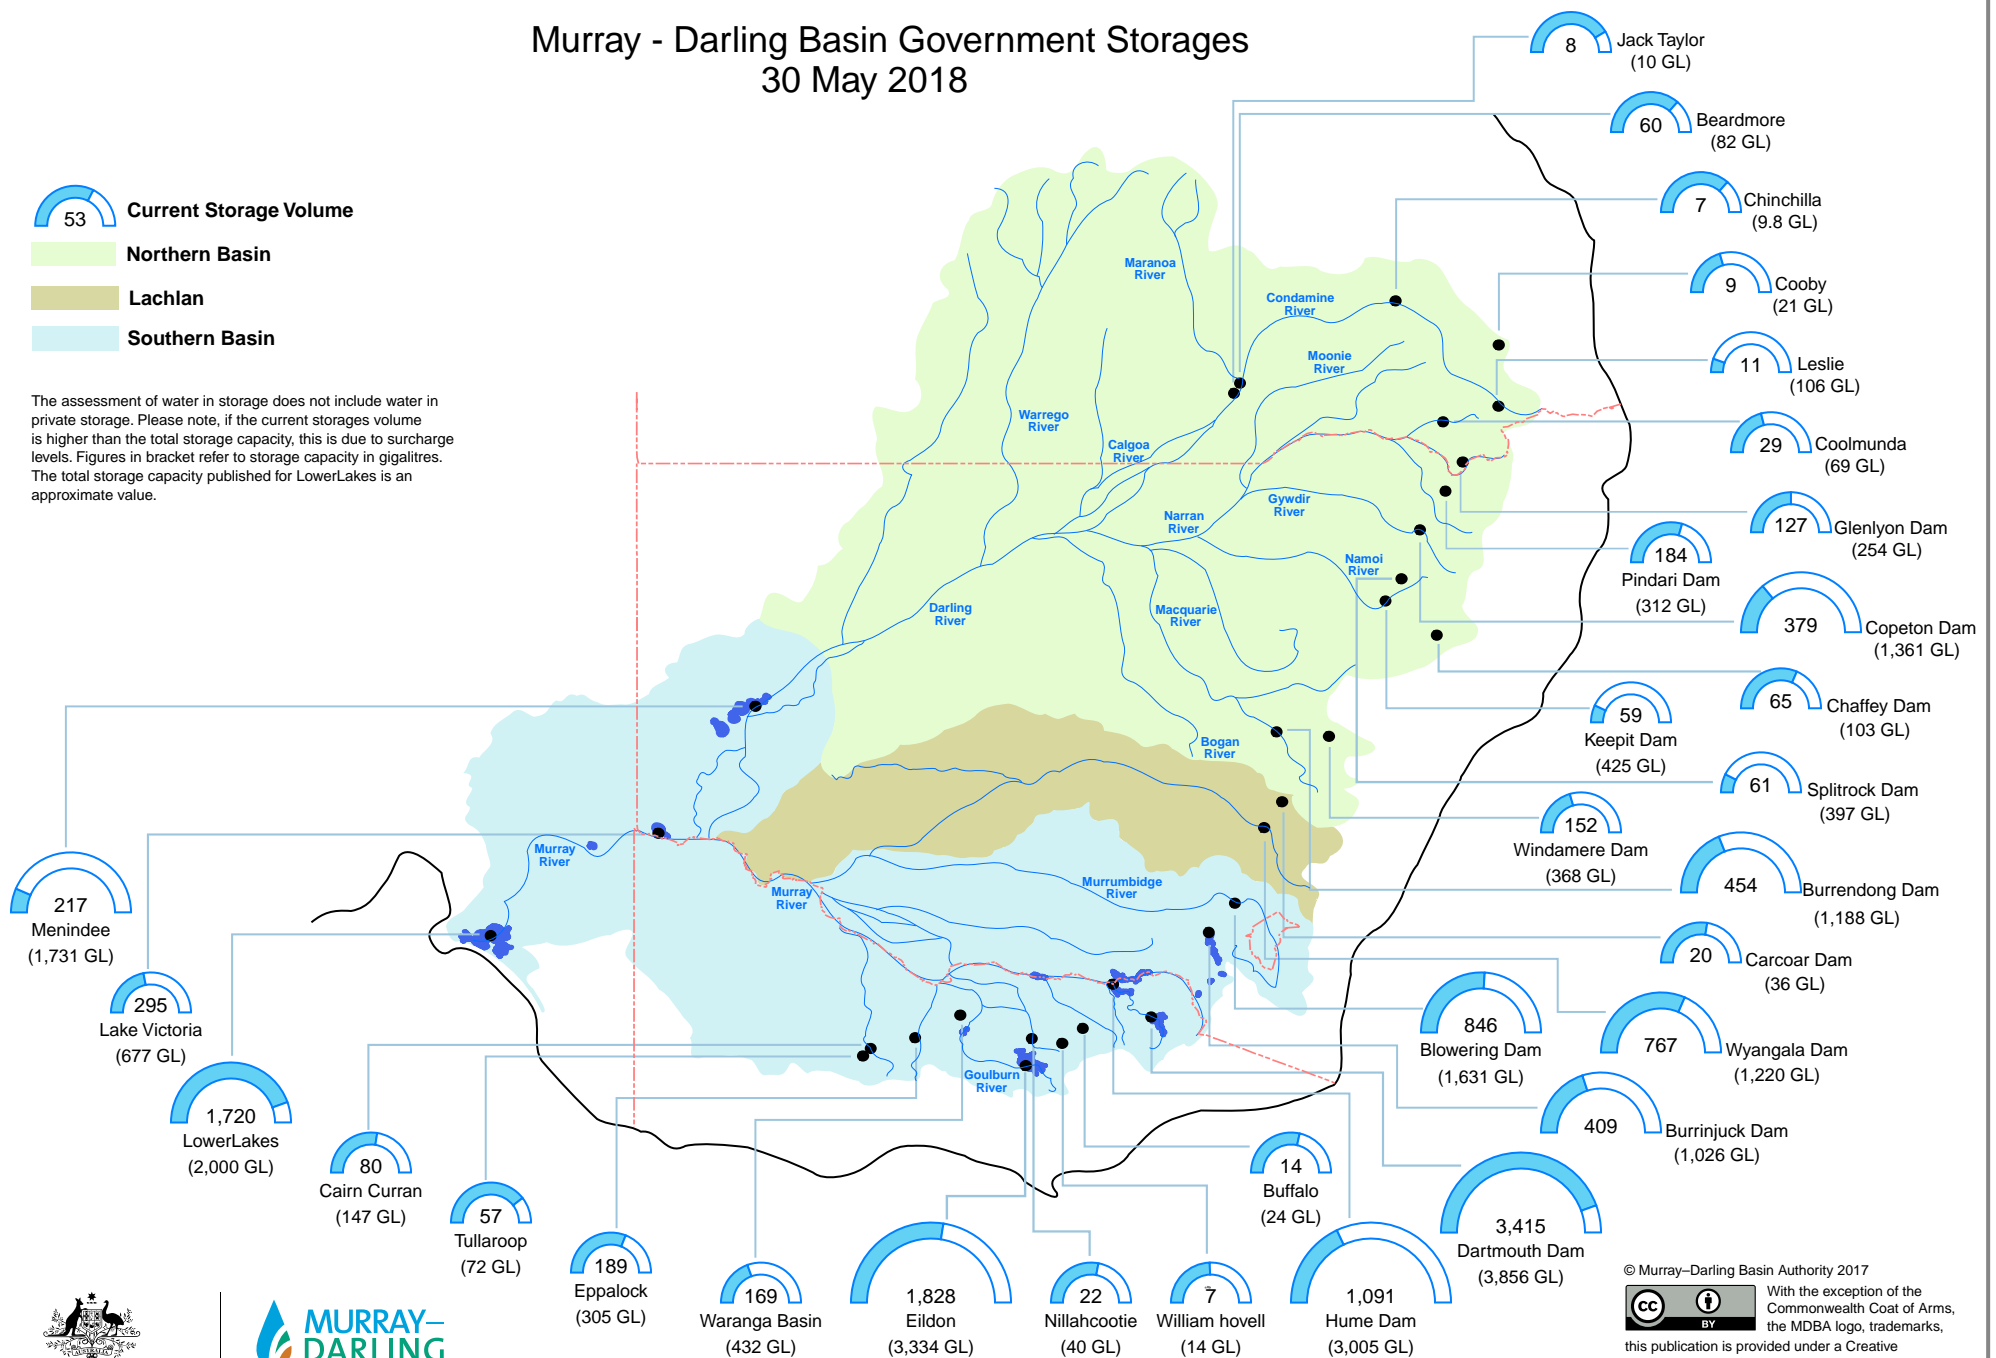 Murray - Darling Basin Government Storages
30 May 2018
53
Current Storage Volume
Northern Basin
Lachlan
Southern Basin
The assessment of water in storage does not include water in
private storage. Please note, if the current storages volume
is higher than the total storage capacity, this is due to surcharge
levels. Figures in bracket refer to storage capacity in gigalitres.
The total storage capacity published for LowerLakes is an
approximate value.
8
Jack Taylor
(10 GL)
60
Beardmore
(82 GL)
7
Chinchilla
(9.8 GL)
9
Cooby
(21 GL)
11
Leslie
(106 GL)
29
Coolmunda
(69 GL)
127
Glenlyon Dam
(254 GL)
184
Pindari Dam
(312 GL)
379
Copeton Dam
(1,361 GL)
65
Chaffey Dam
(103 GL)
59
Keepit Dam
(425 GL)
61
Splitrock Dam
(397 GL)
152
Windamere Dam
(368 GL)
454
Burrendong Dam
(1,188 GL)
20
Carcoar Dam
(36 GL)
846
Blowering Dam
(1,631 GL)
767
Wyangala Dam
(1,220 GL)
409
Burrinjuck Dam
(1,026 GL)
3,415
Dartmouth Dam
(3,856 GL)
14
Buffalo
(24 GL)
1,091
Hume Dam
(3,005 GL)
7
William hovell
(14 GL)
22
Nillahcootie
(40 GL)
1,828
Eildon
(3,334 GL)
169
Waranga Basin
(432 GL)
189
Eppalock
(305 GL)
57
Tullaroop
(72 GL)
80
Cairn Curran
(147 GL)
1,720
LowerLakes
(2,000 GL)
295
Lake Victoria
(677 GL)
217
Menindee
(1,731 GL)
Maranoa
River
Condamine
River
Moonie
River
Warrego
River
Calgoa
River
Gywdir
River
Narran
River
Namoi
River
Darling
River
Macquarie
River
Bogan
River
Murray
River
Murray
River
Murrumbidge
River
Goulburn
River
AUSTRALIA
MURRAY–
DARLING
© Murray–Darling Basin Authority 2017
cc
BY
With the exception of the
Commonwealth Coat of Arms,
the MDBA logo, trademarks,
this publication is provided under a Creative